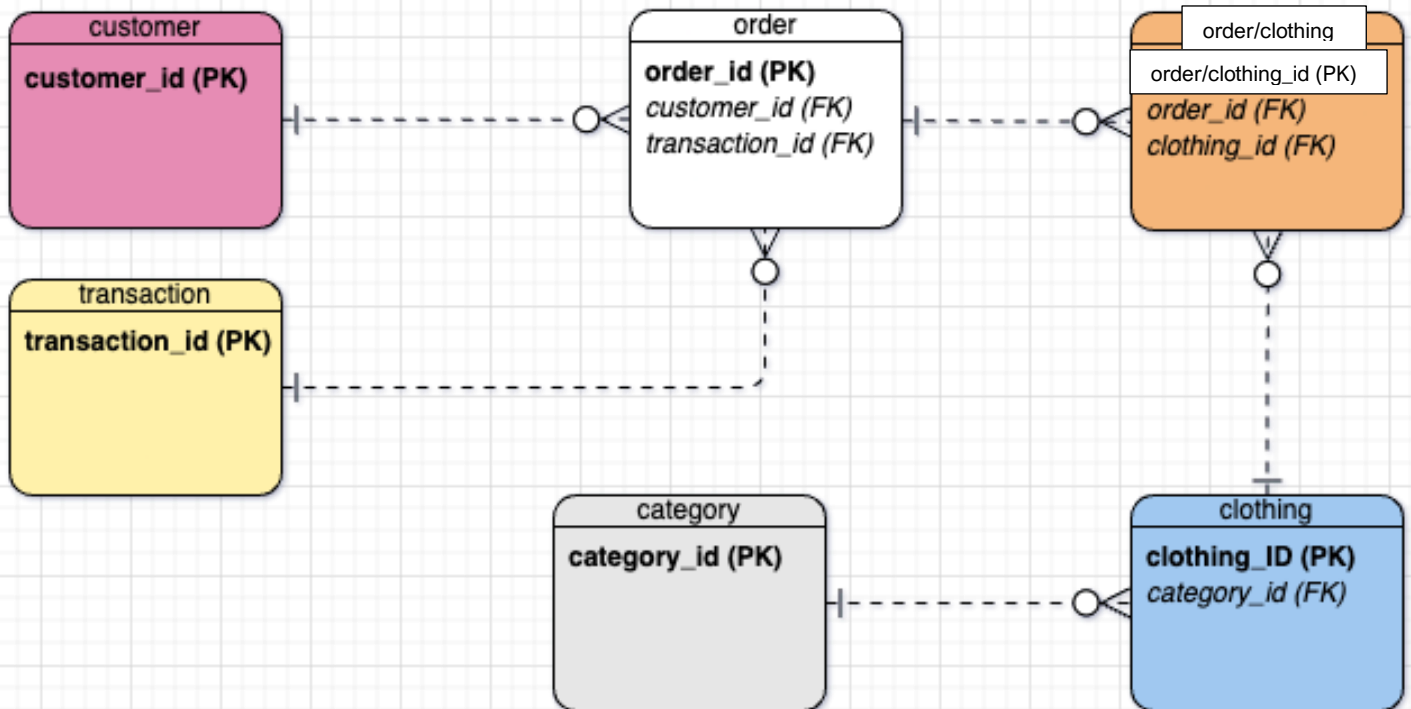 customer
customer_id (PK)
order
order_id (PK)
customer_id (FK)
transaction_id (FK)
order/clothing
order/clothing_id (PK)
order_id (FK)
clothing_id (FK)
transaction
transaction_id (PK)
category
category_id (PK)
clothing
clothing_ID (PK)
category_id (FK)